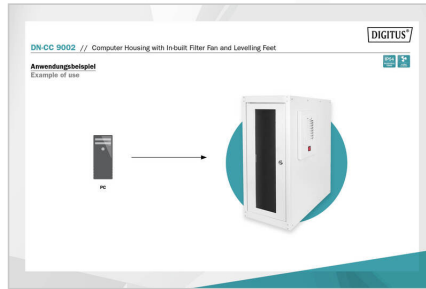 DIGITUS®
DN-CC 9002 // Computer Housing with In-built Filter Fan and Levelling Feet
Anwendungsbeispiel
Example of use
IP54
PC